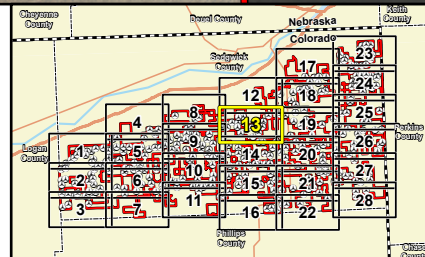 Cheyenne
County
Deuel County
Keith
County
Nebraska
Colorado
Sedgwick
County
23
17
24
12
18
8
25
4
13
19
Perkins
County
Logan
County
9
26
1
5
14
20
10
27
2
6
15
21
11
28
3
7
16
22
Phillips
County
Chase